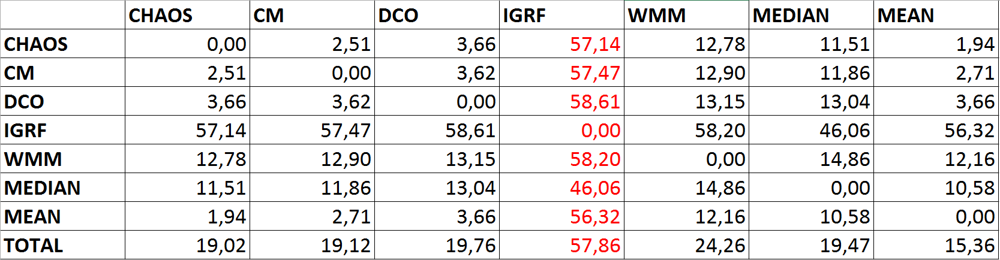 CHAOS CM DCO IGRF WMM MEDIAN MEAN
CHAOS 0,00 2,51 3,66 57,14 12,78 11,51 1,94
CM 2,51 0,00 3,62 57,47 12,90 11,86 2,71
DCO 3,66 3,62 0,00 58,61 13,15 13,04 3,66
IGRF 57,14 57,47 58,61 0,00 58,20 46,06 56,32
WMM 12,78 12,90 13,15 58,20 0,00 14,86 12,16
MEDIAN 11,51 11,86 13,04 46,06 14,86 0,00 10,58
MEAN 1,94 2,71 3,66 56,32 12,16 10,58 0,00
TOTAL 19,02 19,12 19,76 57,86 24,26 19,47 15,36